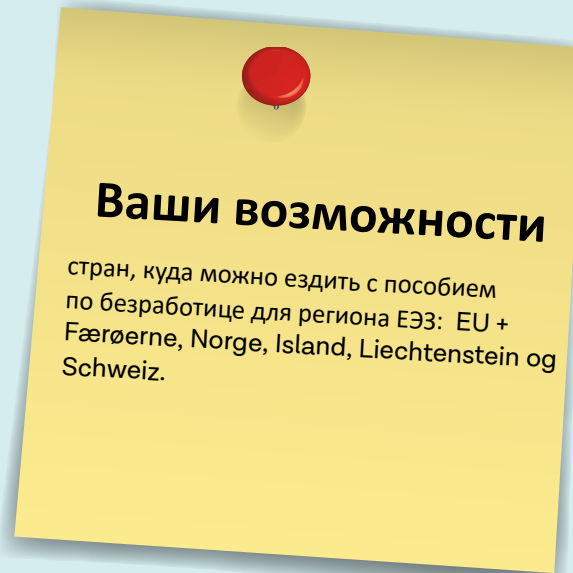 Ваши возможности
стран, куда можно ездить с пособием
по безработице для региона ЕЭЗ: EU +
Færøerne, Norge, Island, Liechtenstein og
Schweiz.